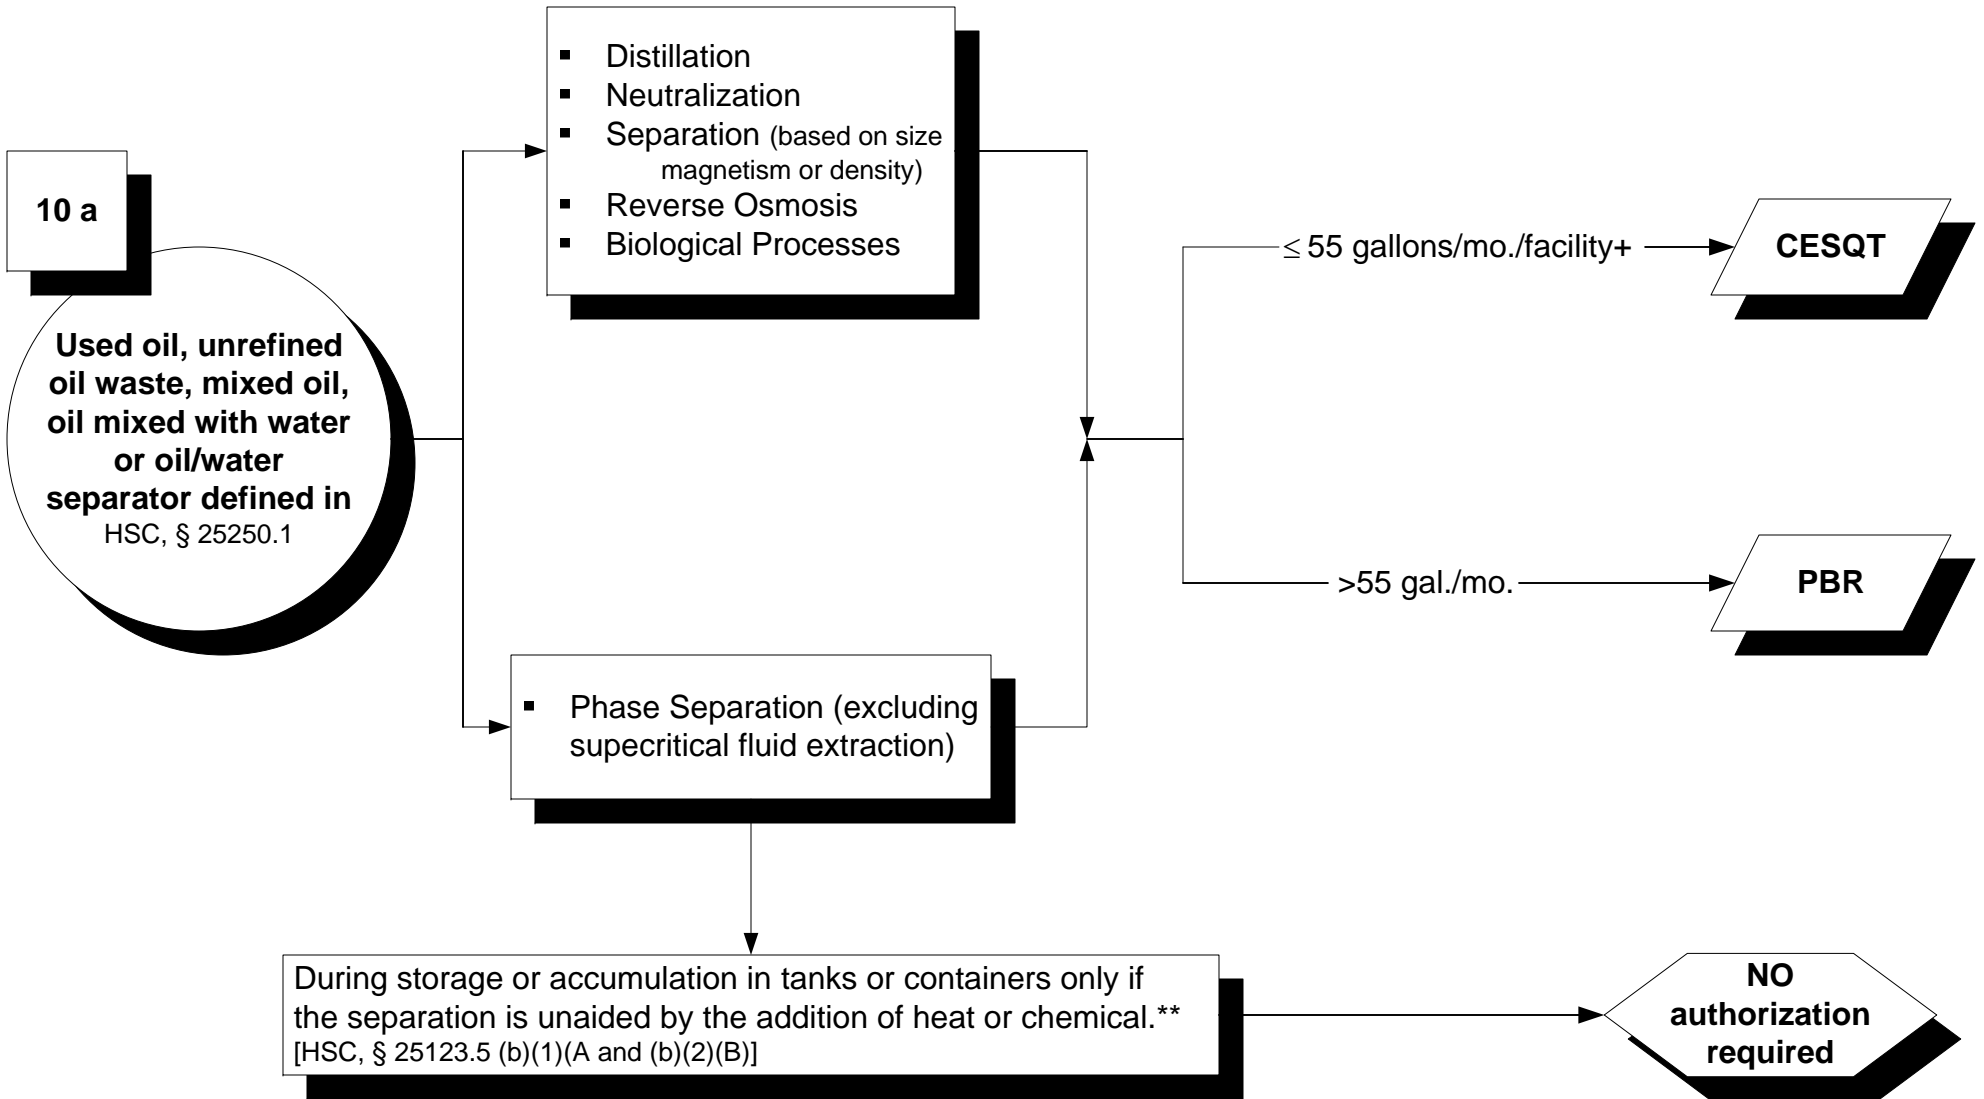 10 a
Used oil, unrefined
oil waste, mixed oil,
oil mixed with water
or oil/water
separator defined in
HSC, § 25250.1
▪ Distillation
▪ Neutralization
▪ Separation (based on size
magnetism or density)
▪ Reverse Osmosis
▪ Biological Processes
▪ Phase Separation (excluding
supecritical fluid extraction)
≤ 55 gallons/mo./facility+
CESQT
>55 gal./mo.
PBR
During storage or accumulation in tanks or containers only if
the separation is unaided by the addition of heat or chemical.**
[HSC, § 25123.5 (b)(1)(A and (b)(2)(B)]
NO
authorization
required